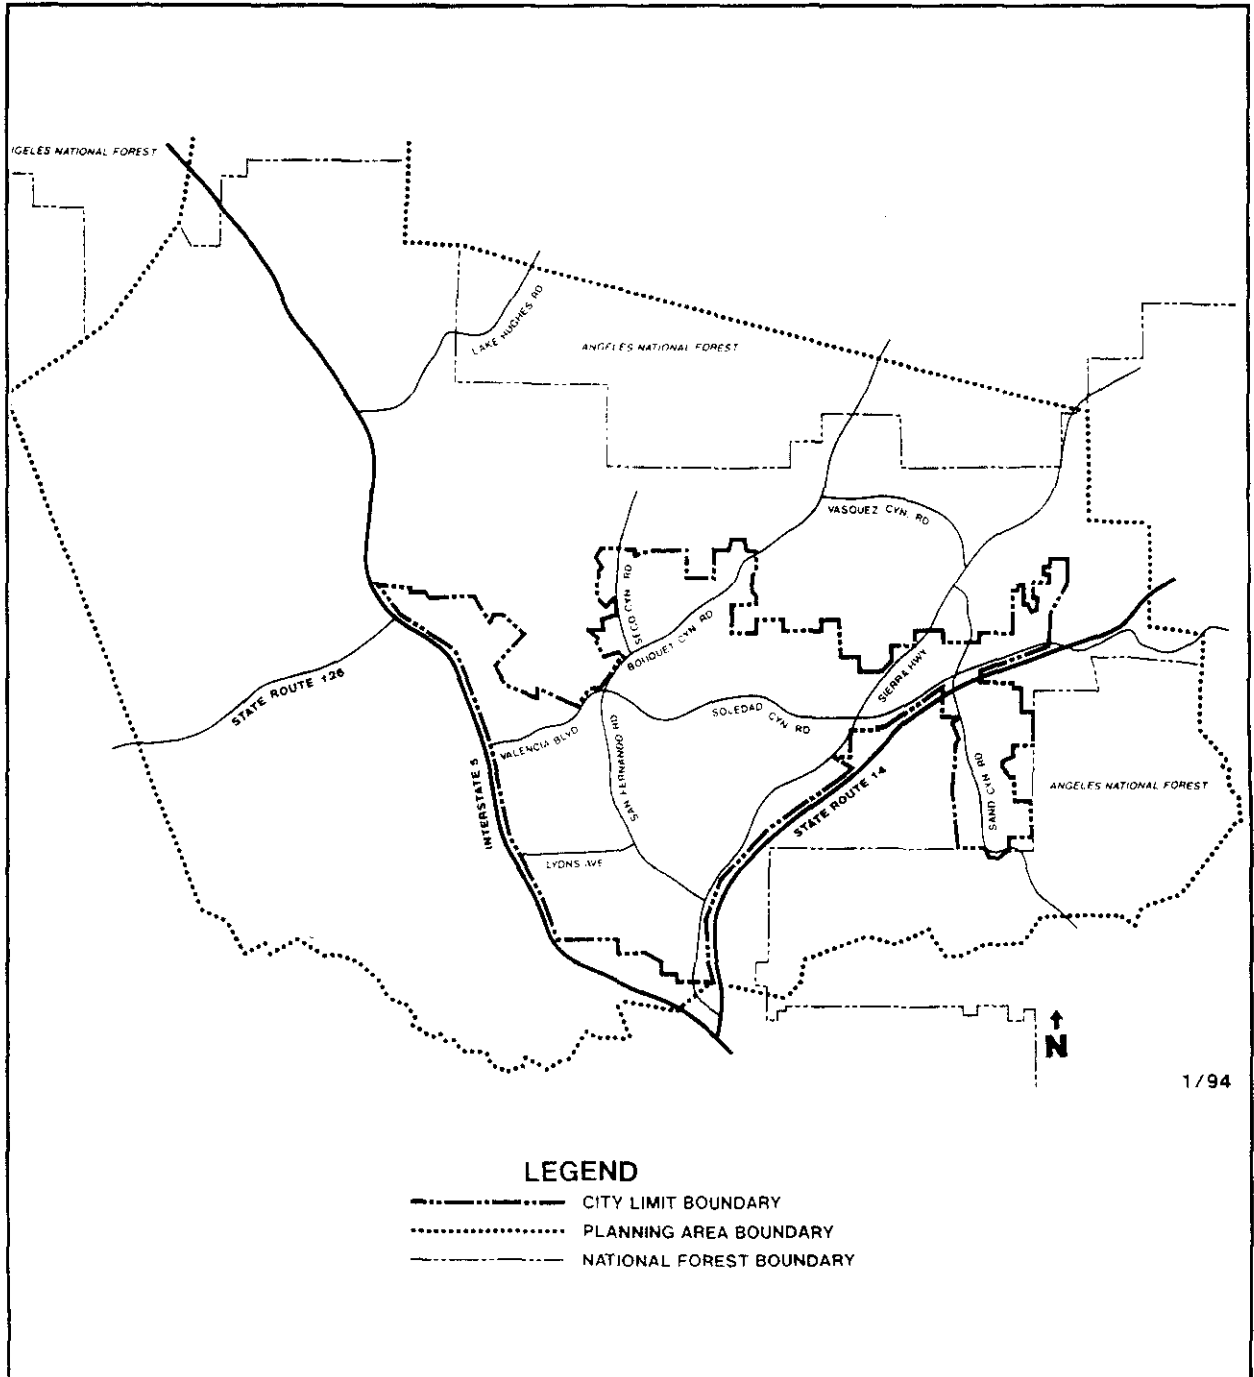 IGELES NATIONAL FOREST
LAKE HUGHES RD
ANGELES NATIONAL FOREST
VASQUEZ CYN. RD
SECO CYN RD
BOUQUET CYN RD
STATE ROUTE 126
SIERRA HWY
SOLEDAD CYN RD
VALENCIA BLVD
SAN FERNANDO RD
INTERSTATE 5
STATE ROUTE 14
SAND CYN RD
ANGELES NATIONAL FOREST
LYONS AVE
N
1/94
LEGEND
CITY LIMIT BOUNDARY
PLANNING AREA BOUNDARY
NATIONAL FOREST BOUNDARY